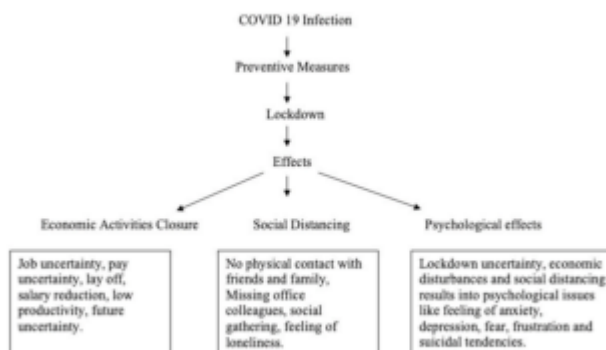 COVID 19 Infection
Preventive Measures
Lockdown
Effects
Economic Activities Closure
Social Distancing
Psychological effects
Job uncertainty, pay
uncertainty, lay off,
salary reduction, low
productivity, future
uncertainty.
No physical contact with
friends and family,
Missing office
colleagues, social
gathering, feeling of
loneliness.
Lockdown uncertainty, economic
disturbances and social distancing
results into psychological issues
like feeling of anxiety,
depression, fear, frustration and
suicidal tendencies.